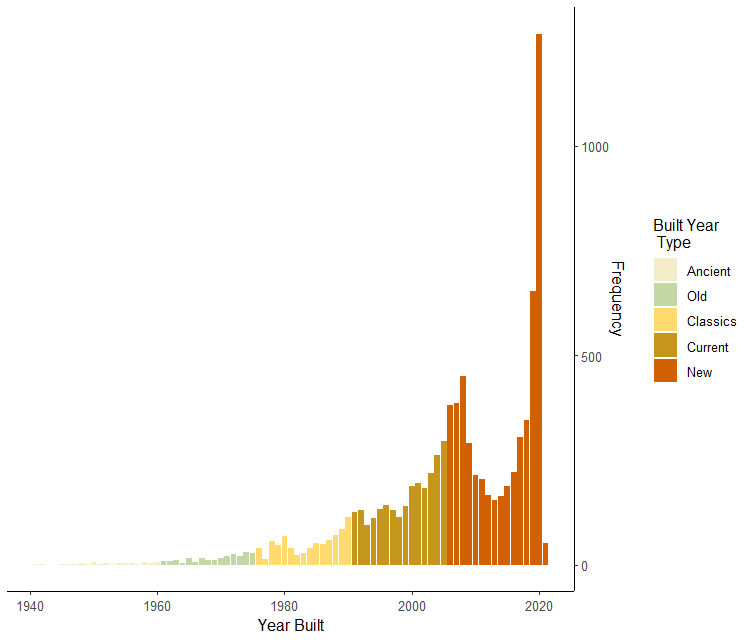 1000
500
0
Frequency
1940
1960
1980
2000
2020
Year Built
Built Year
Type
Ancient
Old
Classics
Current
New